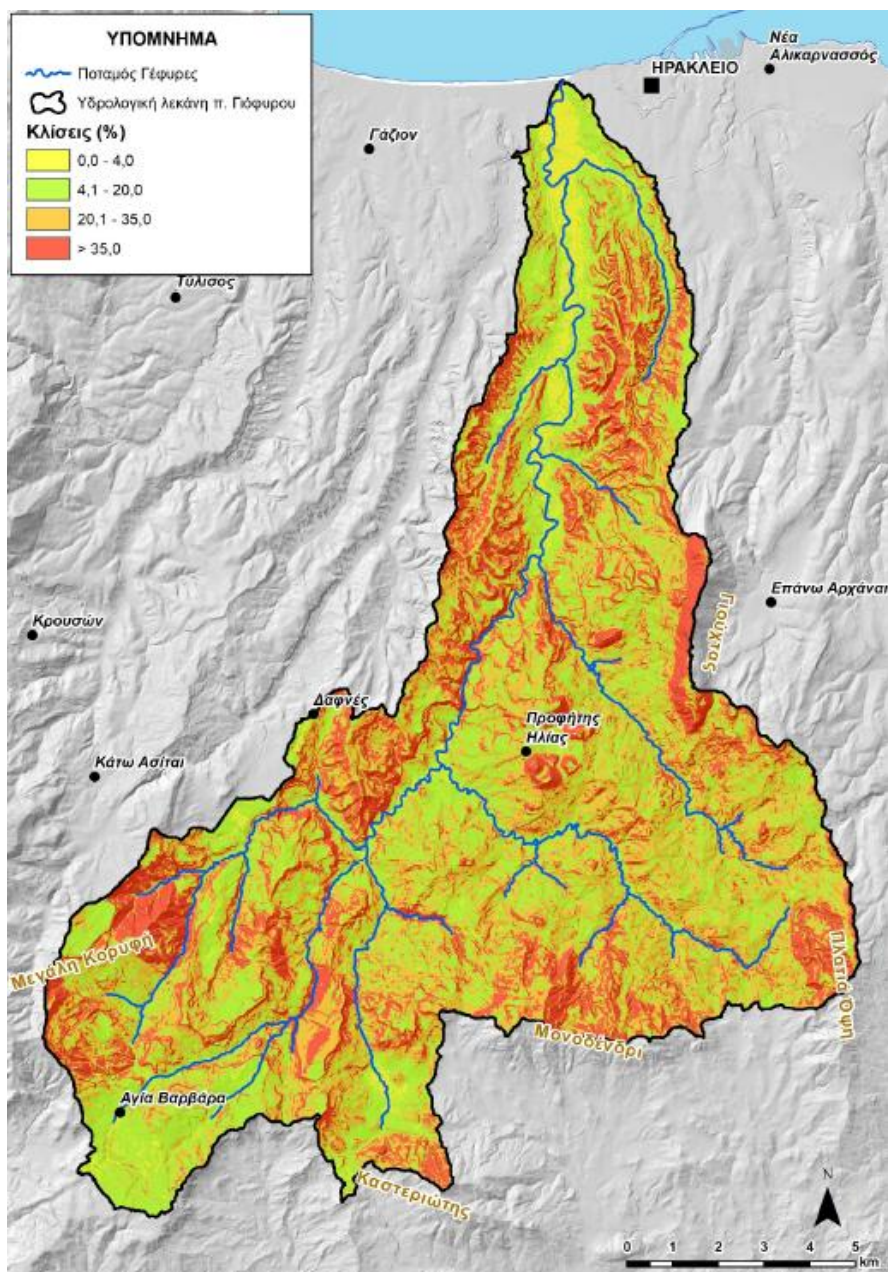 ΥΠΟΜΝΗΜΑ
Ποταμός Γέφυρες
Υδρολογική λεκάνη π. Γιόφυρου
Κλίσεις (%)
0,0 - 4,0
4,1 - 20,0
20,1 - 35,0
> 35,0
Νέα
Αλικαρνασσός
ΗΡΑΚΛΕΙΟ
Γάζιον
Τύλισος
Επάνω Αρχάναι
Γιούχτας
Κρουσών
Δαφνές
Προφήτης
Ηλίας
Κάτω Ασίται
Μεγάλη Κορυφή
Πλατιά Όψη
Μονοδένδρι
Αγία Βαρβάρα
Καστεριώτης
N
0 1 2 3 4 5
km